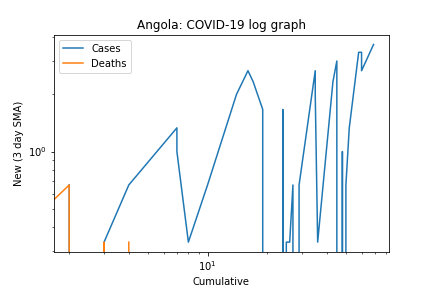 Angola: COVID-19 log graph
Cases
Deaths
New (3 day SMA)
10⁰
10¹
Cumulative